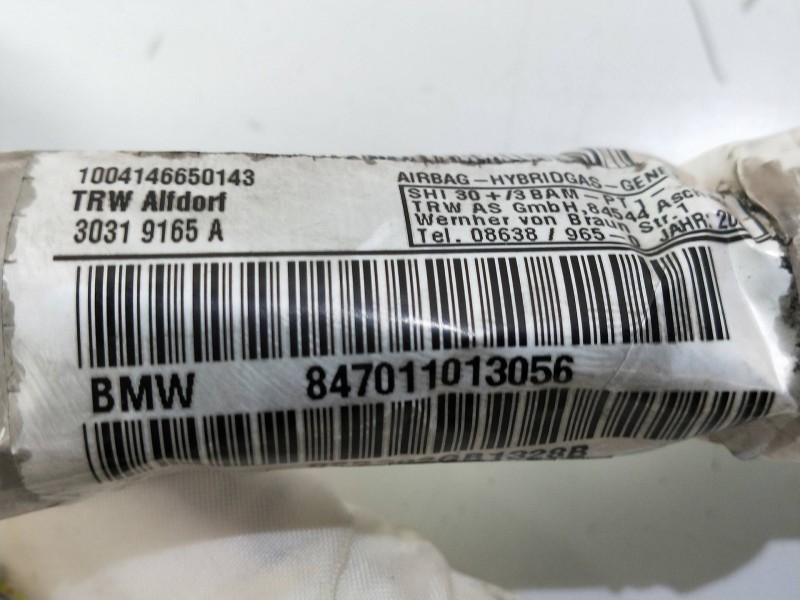 1004146650143
TRW Alfdorf
3031 9165 A
AIRBAG-HYBRIDGAS-GENE
SHI 30 +/3 BAM-PT 1
TRW AS GmbH, 84544 Asch
Wernher von Braun Str. 1
Tel. 08638 / 965-0 JAHR: 20
BMW 847011013056